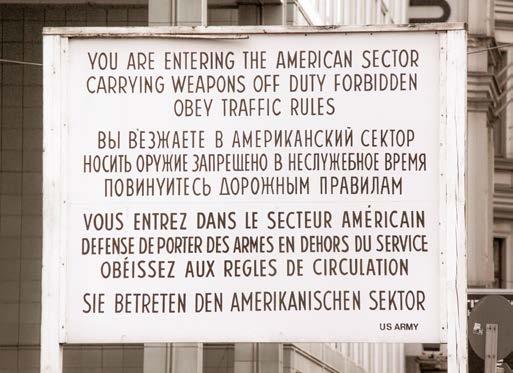 YOU ARE ENTERING THE AMERICAN SECTOR
CARRYING WEAPONS OFF DUTY FORBIDDEN
OBEY TRAFFIC RULES
ВЫ ВЪЕЗЖАЕТЕ В АМЕРИКАНСКИЙ СЕКТОР
НОСИТЬ ОРУЖИЕ ЗАПРЕЩЕНО В НЕСЛУЖЕБНОЕ ВРЕМЯ
ПОВИНУЙТЕСЬ ДОРОЖНЫМ ПРАВИЛАМ
VOUS ENTREZ DANS LE SECTEUR AMÉRICAIN
DEFENSE DE PORTER DES ARMES EN DEHORS DU SERVICE
OBÉISSEZ AUX REGLES DE CIRCULATION
SIE BETRETEN DEN AMERIKANISCHEN SEKTOR
US ARMY